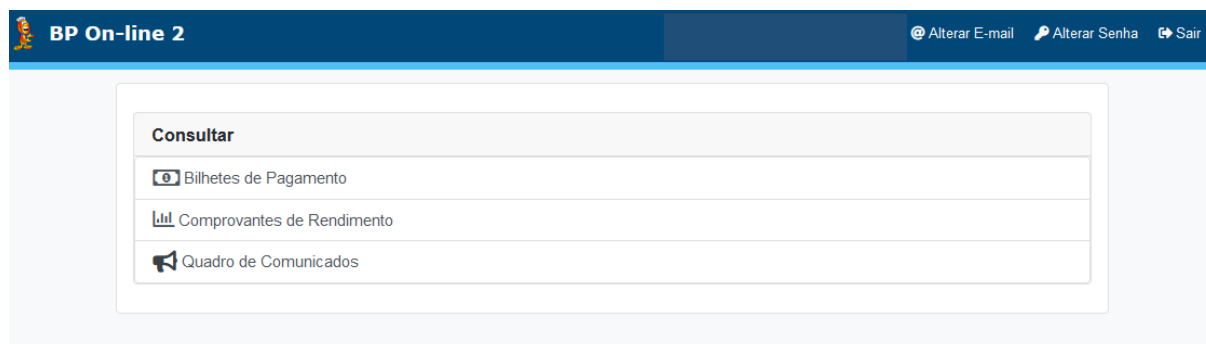 BP On-line 2
@ Alterar E-mail Alterar Senha Sair
Consultar
Bilhetes de Pagamento
Comprovantes de Rendimento
Quadro de Comunicados